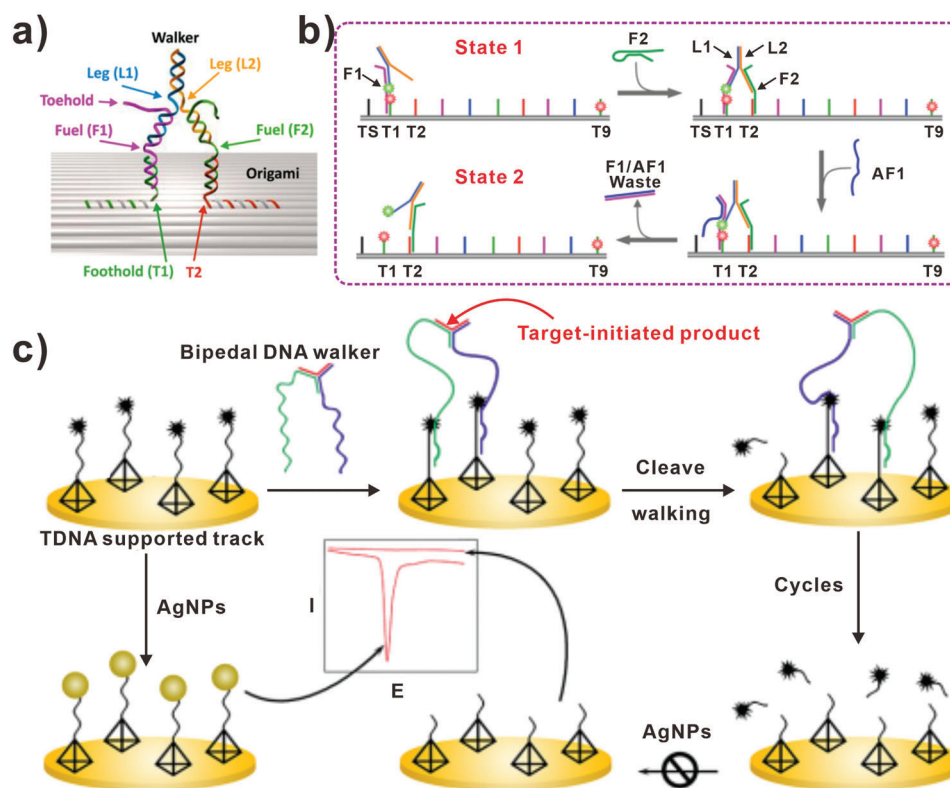 a)
Walker
Leg (L1)
Leg (L2)
Toehold
Fuel (F1)
Fuel (F2)
Origami
Foothold (T1)
T2
b)
State 1
F2
L1
L2
F1
F2
TS T1 T2
T9
TS T1 T2
T9
State 2
F1/AF1
Waste
AF1
T1 T2
T9
T1 T2
T9
c)
Target-initiated product
Bipedal DNA walker
Cleave
walking
TDNA supported track
AgNPs
I
E
Cycles
AgNPs